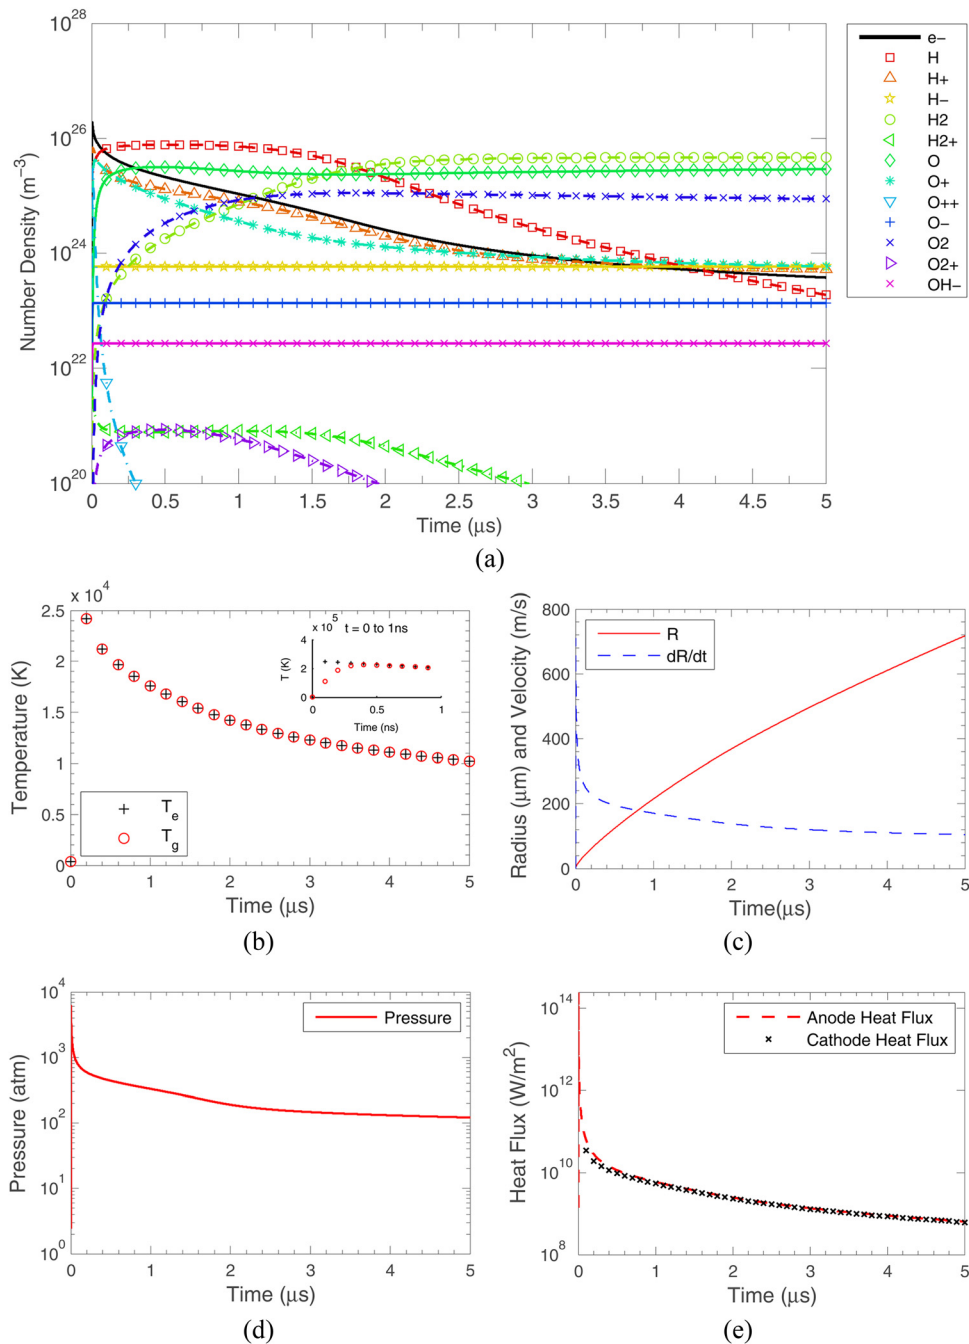 10^28
10^26
10^24
10^22
10^20
Number Density (m^-3)
0 0.5 1 1.5 2 2.5 3 3.5 4 4.5 5
Time (μs)
e−
H
H+
H−
H2
H2+
O
O+
O++
O−
O2
O2+
OH−
(a)
x 10^4
2.5
2
1.5
1
0.5
0
Temperature (K)
x 10^5 t = 0 to 1ns
4
2
0
T (K)
0 0.5 1
Time (ns)
T_e
T_g
0 1 2 3 4 5
Time (μs)
(b)
800
600
400
200
0
Radius (μm) and Velocity (m/s)
R
dR/dt
0 1 2 3 4 5
Time(μs)
(c)
10^4
10^3
10^2
10^1
10^0
Pressure (atm)
Pressure
0 1 2 3 4 5
Time (μs)
(d)
10^14
10^12
10^10
10^8
Heat Flux (W/m^2)
Anode Heat Flux
Cathode Heat Flux
0 1 2 3 4 5
Time (μs)
(e)